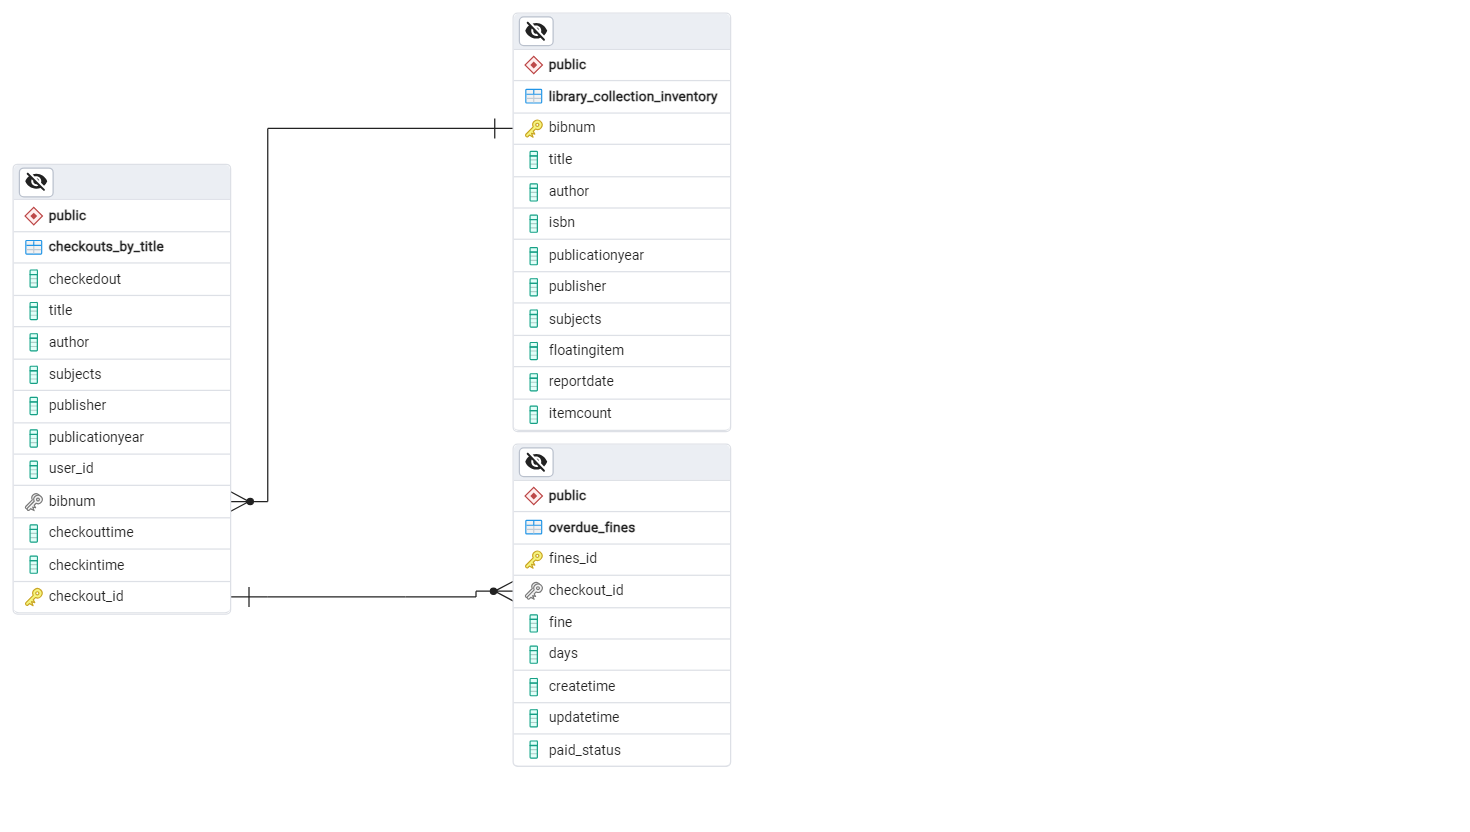 public
library_collection_inventory
bibnum
title
author
isbn
publicationyear
publisher
subjects
floatingitem
reportdate
itemcount
public
checkouts_by_title
checkedout
title
author
subjects
publisher
publicationyear
user_id
bibnum
checkouttime
checkintime
checkout_id
public
overdue_fines
fines_id
checkout_id
fine
days
createtime
updatetime
paid_status